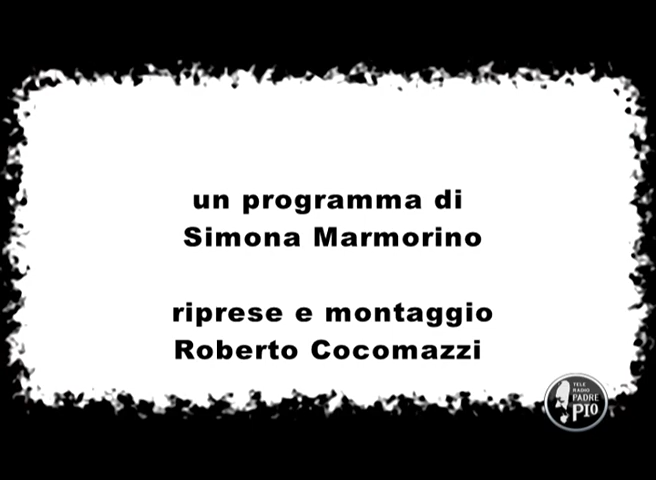 un programma di
Simona Marmorino
riprese e montaggio
Roberto Cocomazzi
TELE
RADIO
PADRE
PIO